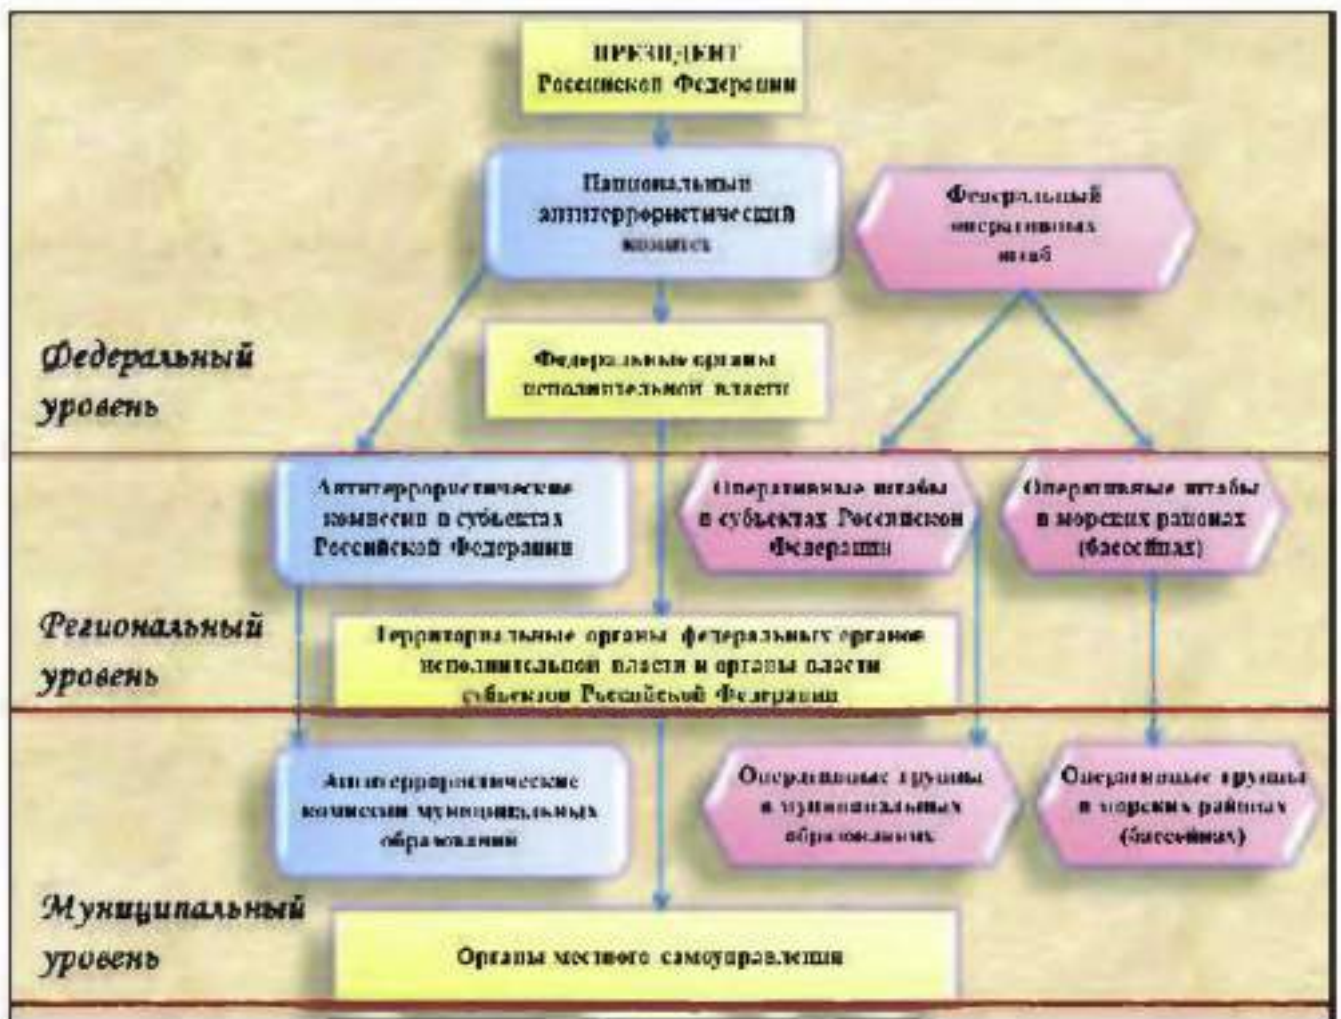 ПРЕЗИДЕНТ
Российской Федерации
Национальный
антитеррористический
комитет
Федеральный
оперативный
штаб
Федеральный
уровень
Федеральные органы
исполнительной власти
Антитеррористические
комиссии в субъектах
Российской Федерации
Оперативные штабы
в субъектах Российской
Федерации
Оперативные штабы
в морских районах
(бассейнах)
Региональный
уровень
Территориальные органы федеральных органов
исполнительной власти и органы власти
субъектов Российской Федерации
Антитеррористические
комиссии муниципальных
образований
Оперативные группы
в муниципальных
образованиях
Оперативные группы
в морских районах
(бассейнах)
Муниципальный
уровень
Органы местного самоуправления